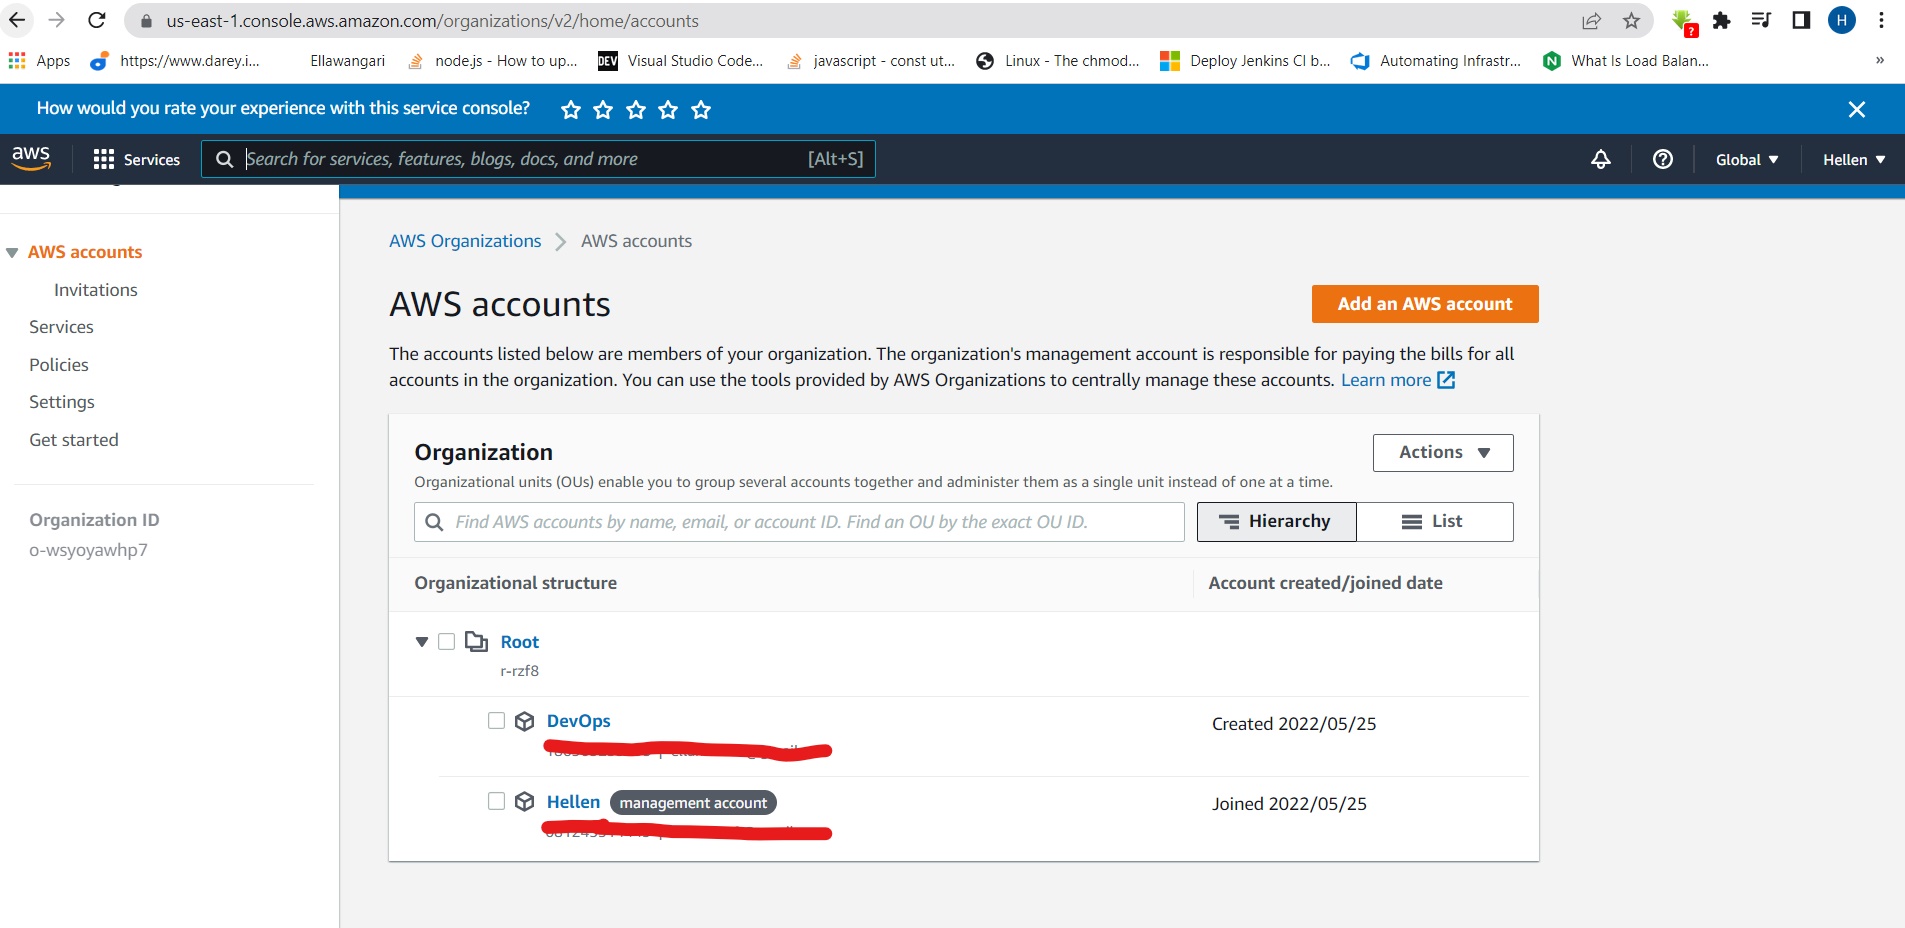 us-east-1.console.aws.amazon.com/organizations/v2/home/accounts
?
H
Apps
https://www.darey.i...
Ellawangari
node.js - How to up...
DEV
Visual Studio Code...
javascript - const ut...
Linux - The chmod...
Deploy Jenkins CI b...
Automating Infrastr...
N
What Is Load Balan...
»
How would you rate your experience with this service console?
aws
Services
Search for services, features, blogs, docs, and more
[Alt+S]
Global
Hellen
AWS accounts
Invitations
Services
Policies
Settings
Get started
Organization ID
o-wsyoyawhp7
AWS Organizations
AWS accounts
AWS accounts
Add an AWS account
The accounts listed below are members of your organization. The organization's management account is responsible for paying the bills for all
accounts in the organization. You can use the tools provided by AWS Organizations to centrally manage these accounts. Learn more
Organization
Actions
Organizational units (OUs) enable you to group several accounts together and administer them as a single unit instead of one at a time.
Find AWS accounts by name, email, or account ID. Find an OU by the exact OU ID.
Hierarchy
List
Organizational structure
Account created/joined date
Root
r-rzf8
DevOps
Created 2022/05/25
Hellen
management account
Joined 2022/05/25